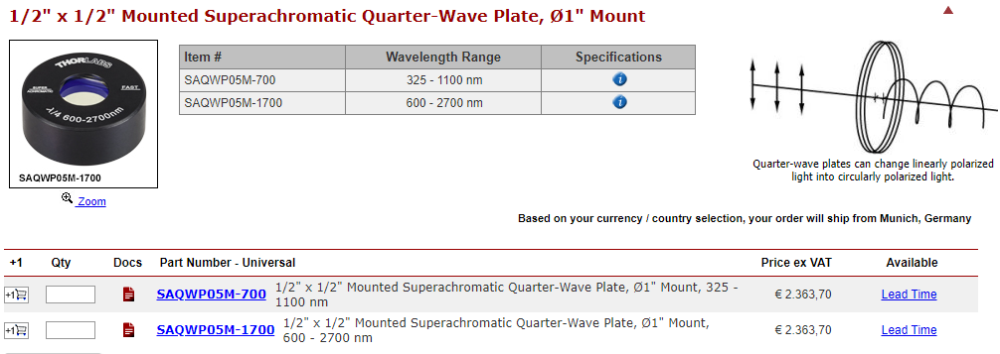 1/2" x 1/2" Mounted Superachromatic Quarter-Wave Plate, Ø1" Mount
THORLABS
SUPER
ACHROMATIC
FAST
λ/4 600-2700nm
SAQWP05M-1700
Zoom
Item # Wavelength Range Specifications
SAQWP05M-700 325 - 1100 nm
SAQWP05M-1700 600 - 2700 nm
Quarter-wave plates can change linearly polarized
light into circularly polarized light.
Based on your currency / country selection, your order will ship from Munich, Germany
+1 Qty Docs Part Number - Universal Price ex VAT Available
+1 SAQWP05M-700 1/2" x 1/2" Mounted Superachromatic Quarter-Wave Plate, Ø1" Mount, 325 -
1100 nm € 2.363,70 Lead Time
+1 SAQWP05M-1700 1/2" x 1/2" Mounted Superachromatic Quarter-Wave Plate, Ø1" Mount,
600 - 2700 nm € 2.363,70 Lead Time